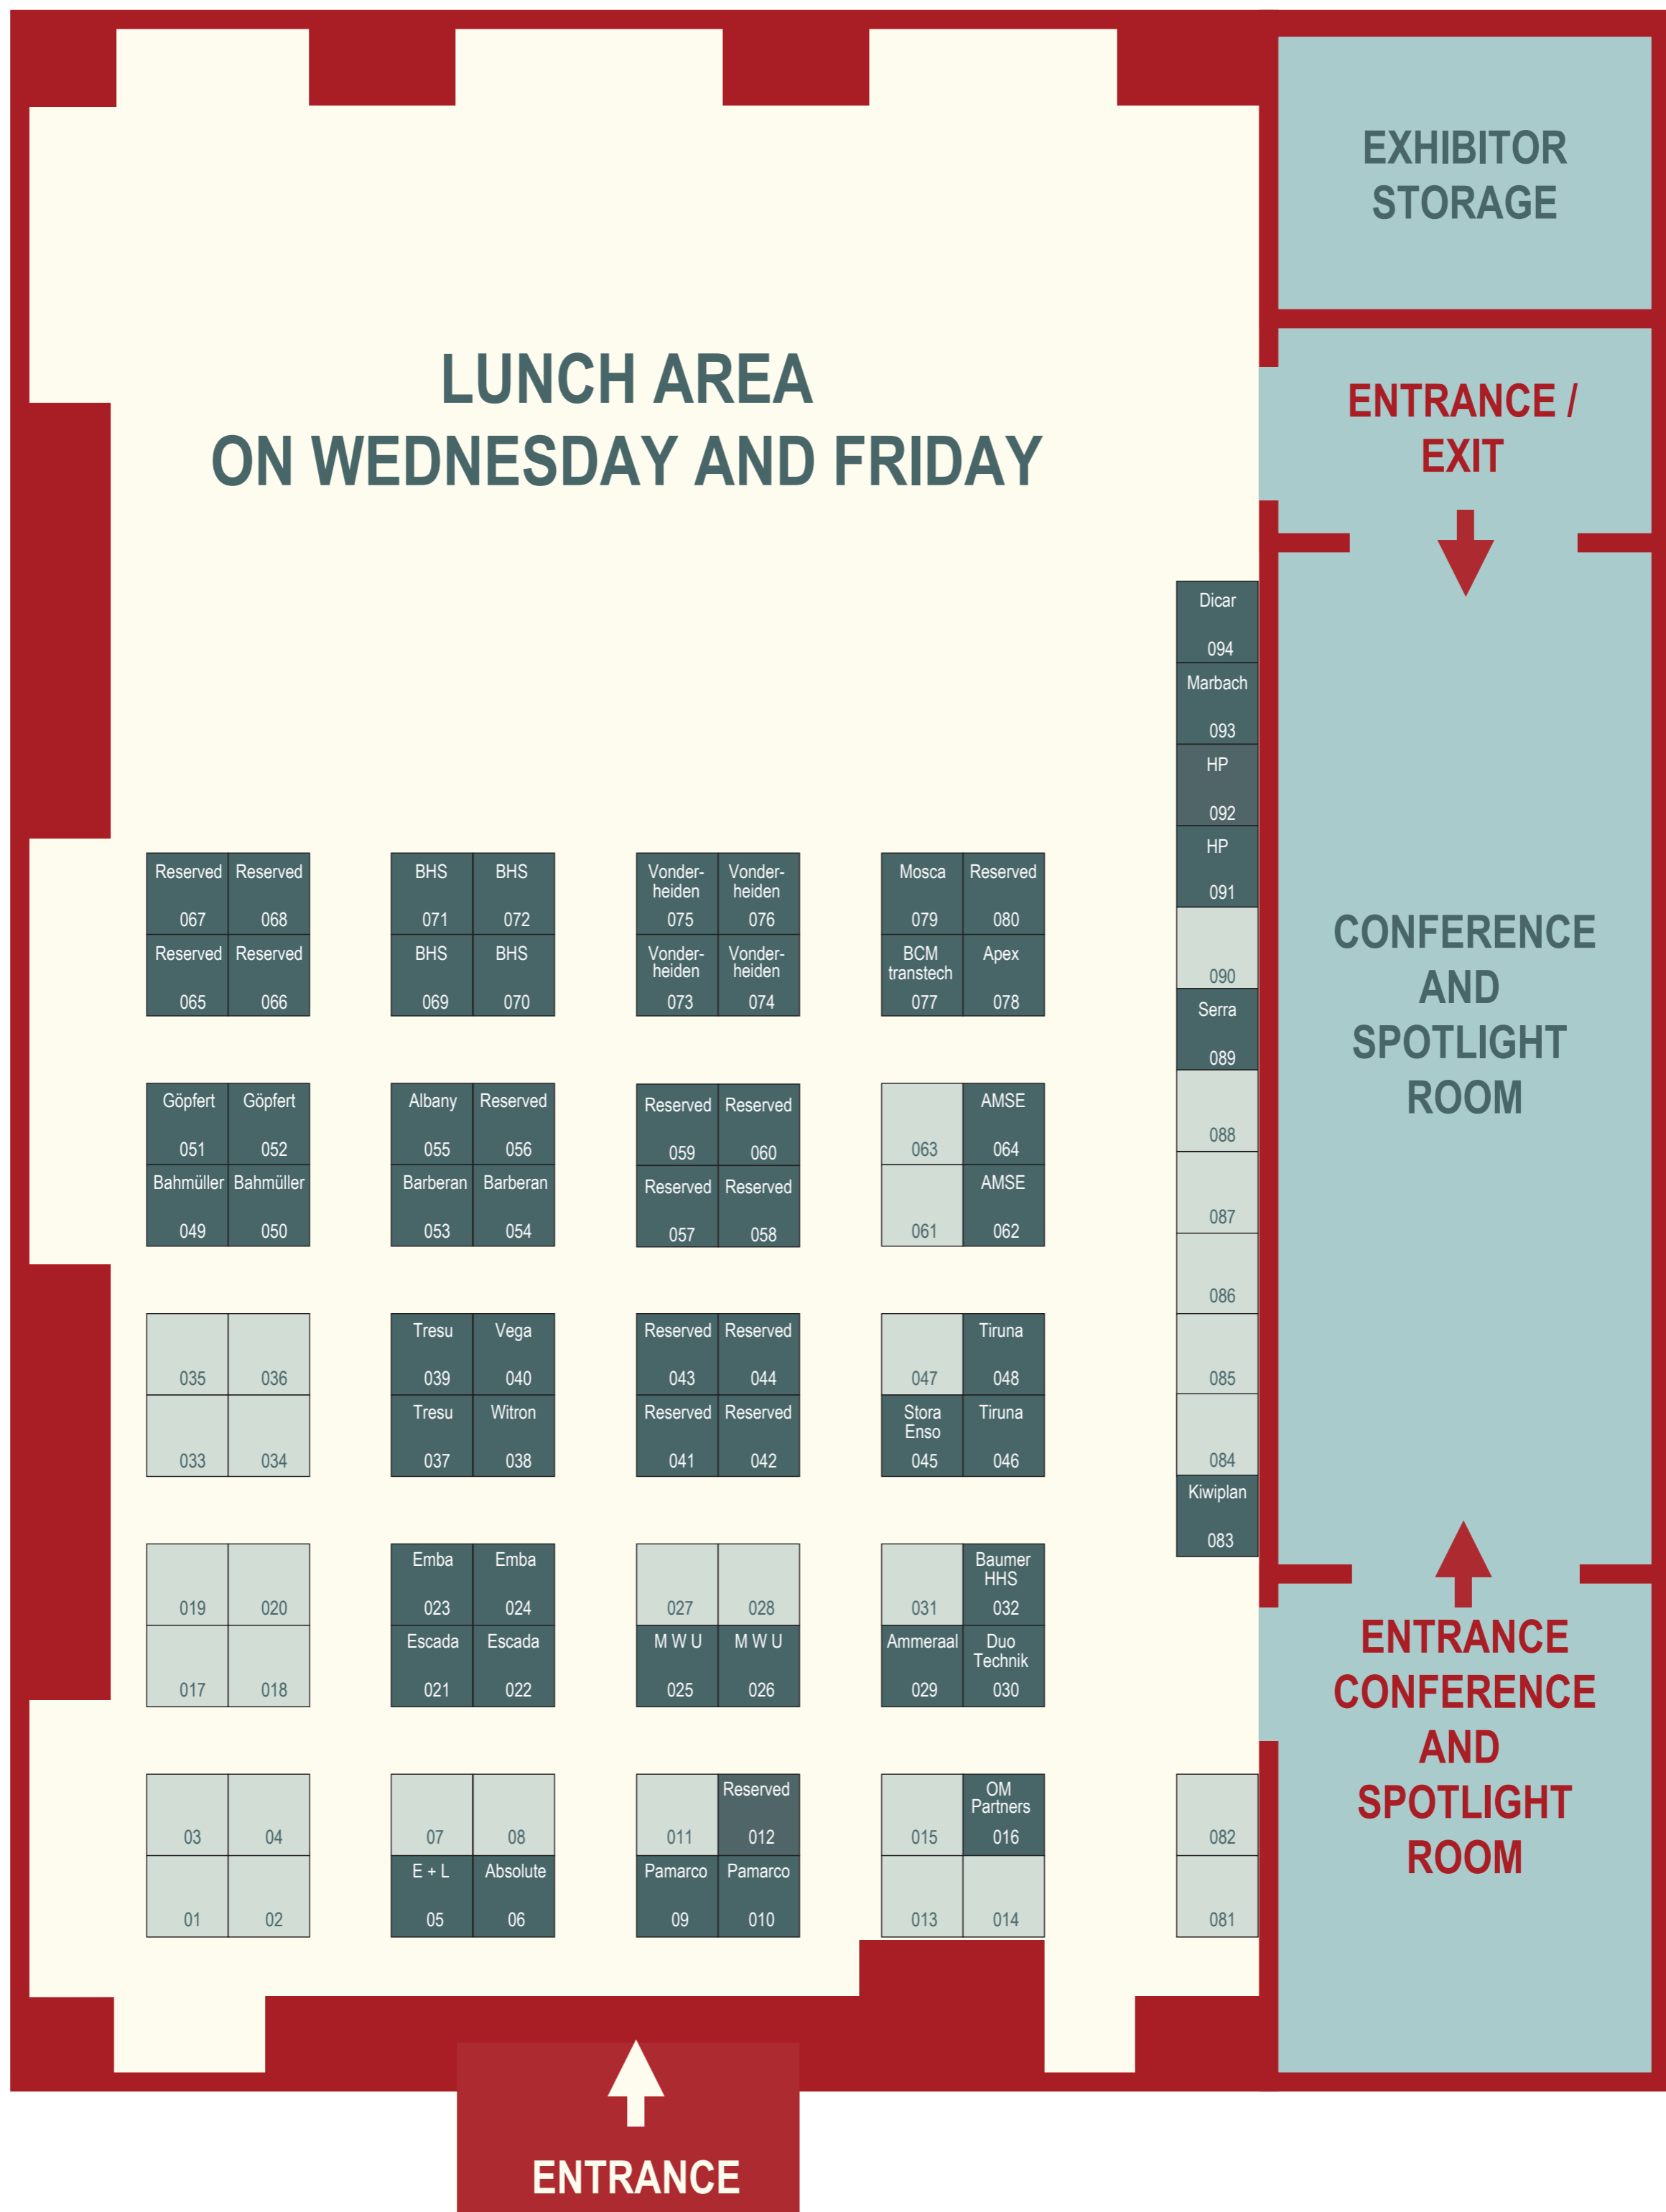 EXHIBITOR
STORAGE
LUNCH AREA
ON WEDNESDAY AND FRIDAY
ENTRANCE /
EXIT
Dicar
094
Marbach
093
HP
092
HP
091
090
Serra
089
088
087
086
085
084
Kiwiplan
083
082
081
CONFERENCE
AND
SPOTLIGHT
ROOM
ENTRANCE
CONFERENCE
AND
SPOTLIGHT
ROOM
Reserved Reserved
067 068
Reserved Reserved
065 066
BHS BHS
071 072
BHS BHS
069 070
Vonder- Vonder-
heiden heiden
075 076
Vonder- Vonder-
heiden heiden
073 074
Mosca Reserved
079 080
BCM Apex
transtech
077 078
Göpfert Göpfert
051 052
Bahmüller Bahmüller
049 050
Albany Reserved
055 056
Barberan Barberan
053 054
Reserved Reserved
059 060
Reserved Reserved
057 058
AMSE
063 064
AMSE
061 062
035 036
033 034
Tresu Vega
039 040
Tresu Witron
037 038
Reserved Reserved
043 044
Reserved Reserved
041 042
Tiruna
047 048
Stora Tiruna
Enso
045 046
019 020
017 018
Emba Emba
023 024
Escada Escada
021 022
027 028
M W U M W U
025 026
Baumer
HHS
031 032
Ammeraal Duo
Technik
029 030
03 04
01 02
07 08
E + L Absolute
05 06
Reserved
011 012
Pamarco Pamarco
09 010
OM
Partners
015 016
013 014
ENTRANCE